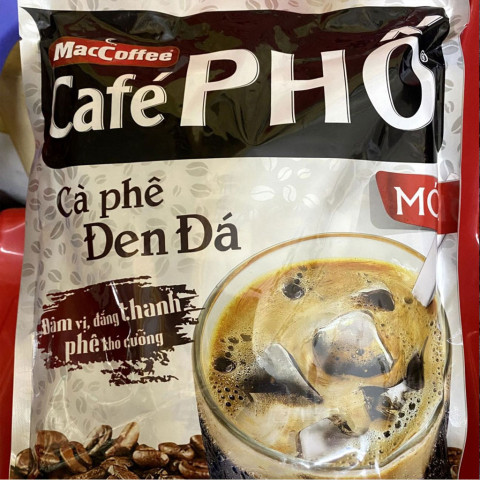 MacCoffee
Café PHỐ
Cà phê
Đen Đá
MỚ
Đậm vị, đắng thanh
phê khó cưỡng